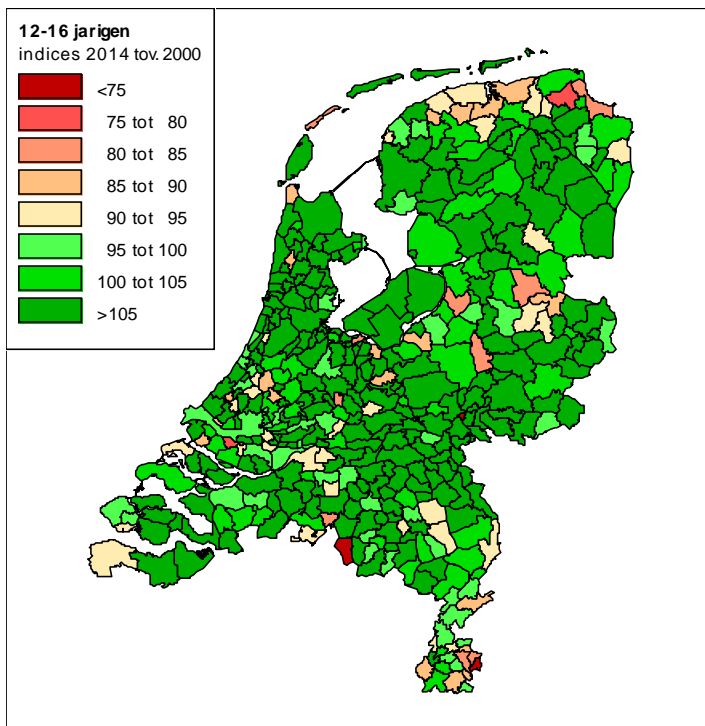 12-16 jarigen
indices 2014 tov. 2000
<75
75 tot 80
80 tot 85
85 tot 90
90 tot 95
95 tot 100
100 tot 105
>105